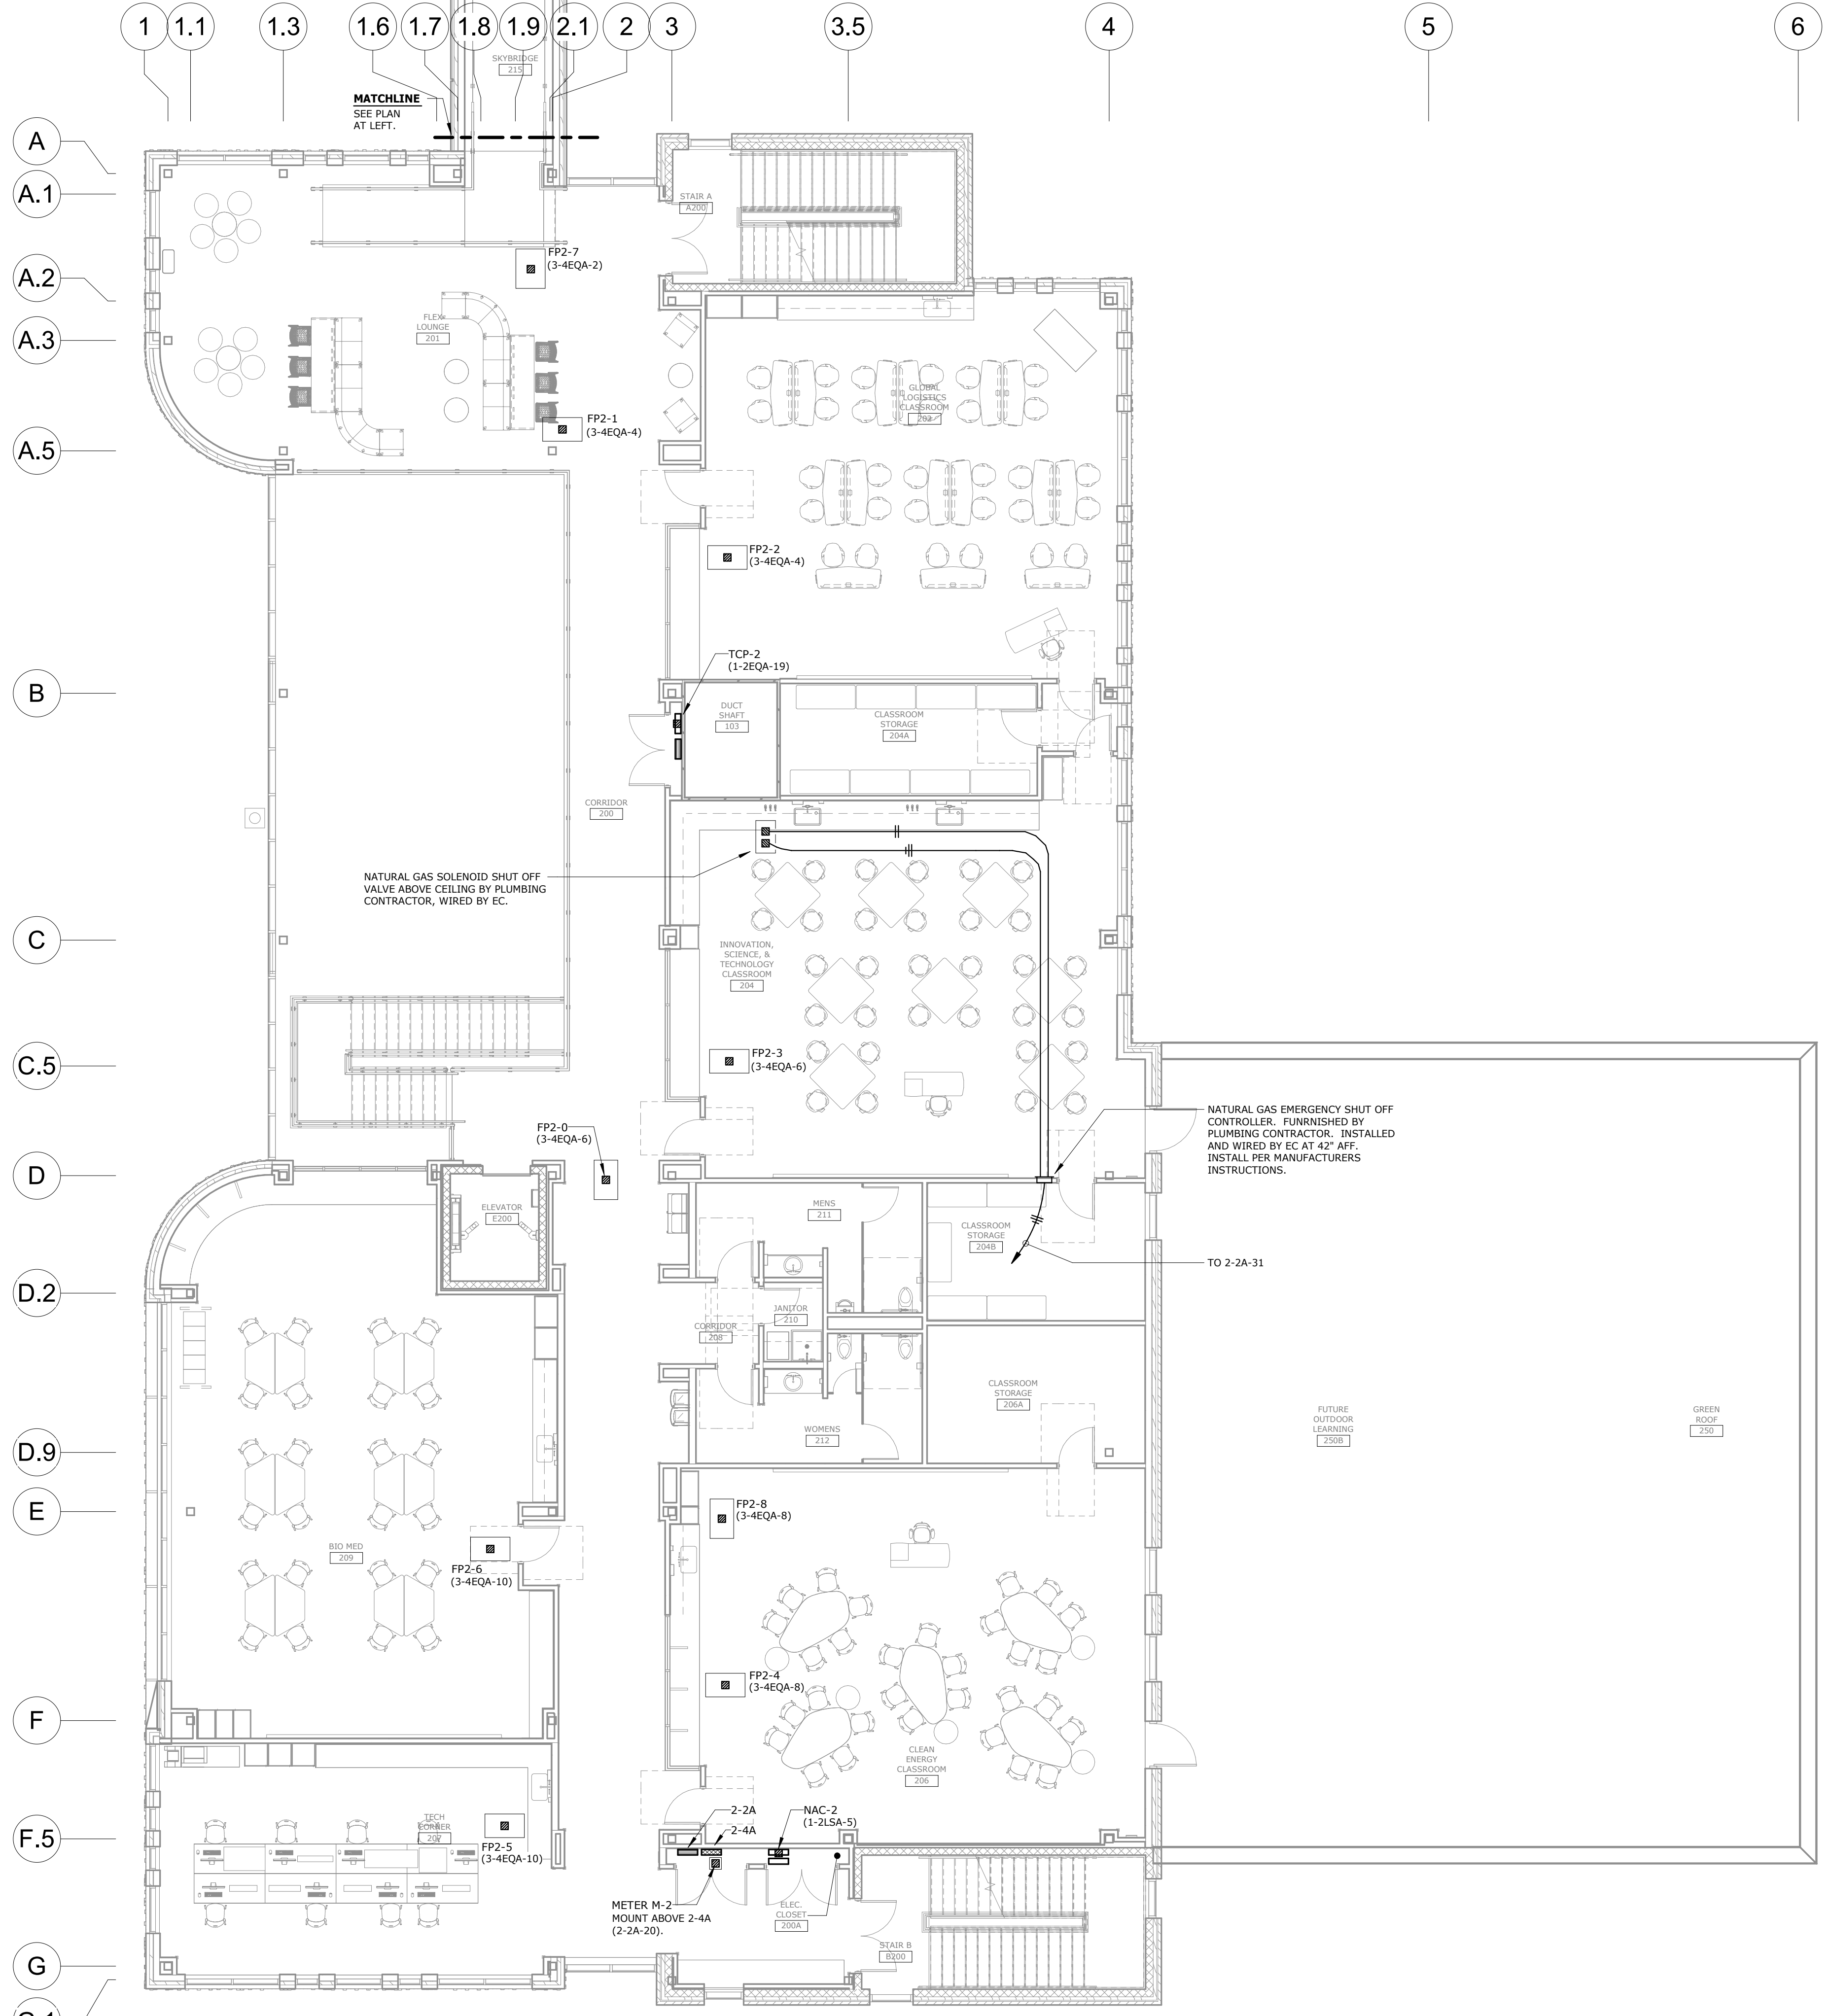 1
1.1
1.3
1.6
1.7
1.8
1.9
2.1
2
3
3.5
4
5
6
SKYBRIDGE
215
MATCHLINE
SEE PLAN
AT LEFT.
A
A.1
STAIR A
A200
FP2-7
(3-4EQA-2)
A.2
A.3
FLEX
LOUNGE
201
GLOBAL
LOGISTICS
CLASSROOM
202
FP2-1
(3-4EQA-4)
A.5
FP2-2
(3-4EQA-4)
TCP-2
(1-2EQA-19)
B
DUCT
SHAFT
103
CLASSROOM
STORAGE
204A
CORRIDOR
200
NATURAL GAS SOLENOID SHUT OFF
VALVE ABOVE CEILING BY PLUMBING
CONTRACTOR, WIRED BY EC.
C
INNOVATION,
SCIENCE, &
TECHNOLOGY
CLASSROOM
204
C.5
FP2-3
(3-4EQA-6)
NATURAL GAS EMERGENCY SHUT OFF
CONTROLLER. FUNRNISHED BY
PLUMBING CONTRACTOR. INSTALLED
AND WIRED BY EC AT 42" AFF.
INSTALL PER MANUFACTURERS
INSTRUCTIONS.
FP2-0
(3-4EQA-6)
D
ELEVATOR
E200
MENS
211
CLASSROOM
STORAGE
204B
TO 2-2A-31
D.2
JANITOR
210
CORRIDOR
208
CLASSROOM
STORAGE
206A
FUTURE
OUTDOOR
LEARNING
250B
GREEN
ROOF
250
WOMENS
212
D.9
E
FP2-8
(3-4EQA-8)
BIO MED
209
FP2-6
(3-4EQA-10)
FP2-4
(3-4EQA-8)
F
CLEAN
ENERGY
CLASSROOM
206
TECH
CORNER
207
2-2A
2-4A
NAC-2
(1-2LSA-5)
F.5
FP2-5
(3-4EQA-10)
METER M-2
MOUNT ABOVE 2-4A
(2-2A-20).
ELEC.
CLOSET
200A
STAIR B
B200
G